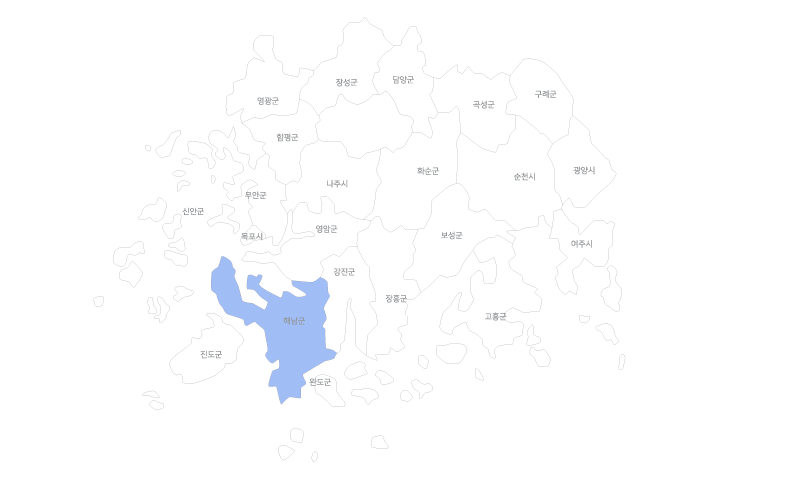 장성군
담양군
구례군
영광군
곡성군
함평군
화순군
광양시
순천시
나주시
무안군
신안군
영암군
목포시
보성군
여주시
강진군
장흥군
고흥군
해남군
진도군
완도군